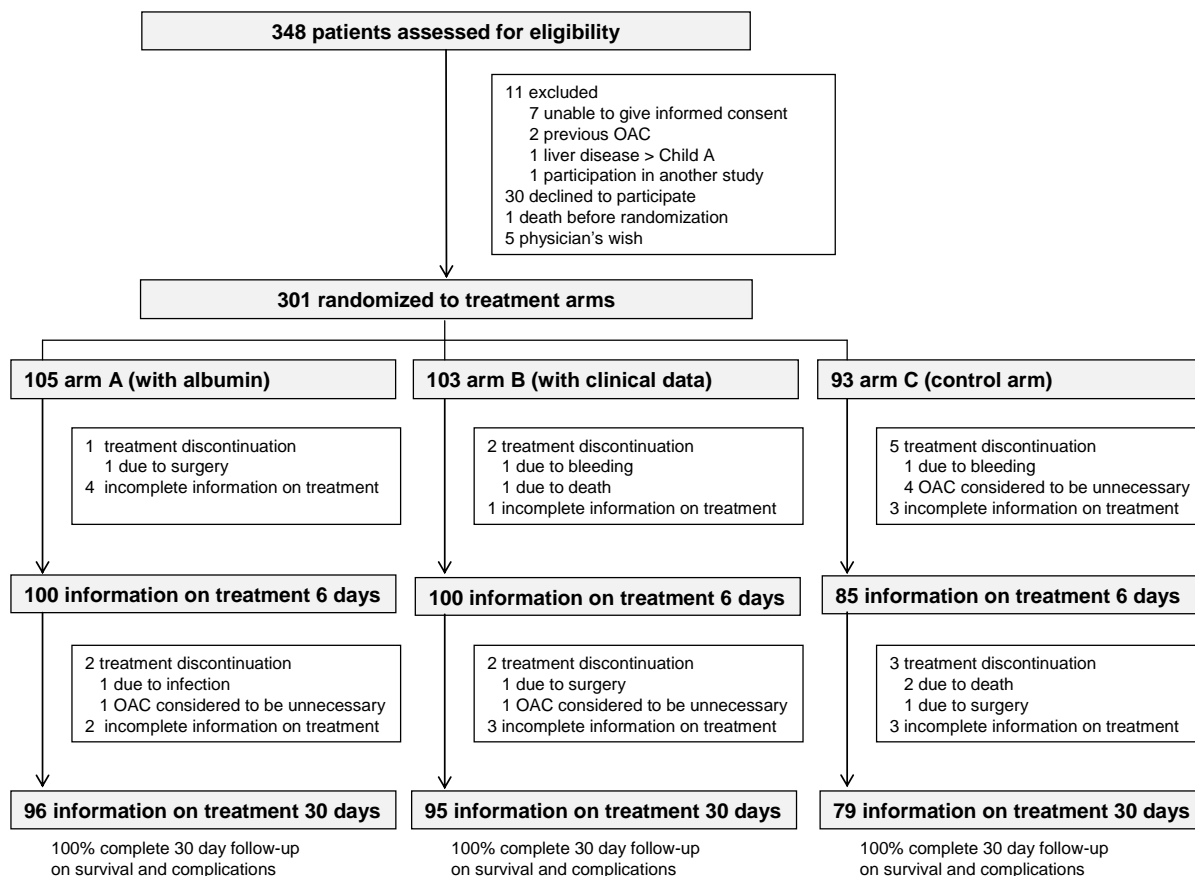 348 patients assessed for eligibility
11 excluded
7 unable to give informed consent
2 previous OAC
1 liver disease > Child A
1 participation in another study
30 declined to participate
1 death before randomization
5 physician's wish
301 randomized to treatment arms
105 arm A (with albumin)
103 arm B (with clinical data)
93 arm C (control arm)
1 treatment discontinuation
1 due to surgery
4 incomplete information on treatment
2 treatment discontinuation
1 due to bleeding
1 due to death
1 incomplete information on treatment
5 treatment discontinuation
1 due to bleeding
4 OAC considered to be unnecessary
3 incomplete information on treatment
100 information on treatment 6 days
100 information on treatment 6 days
85 information on treatment 6 days
2 treatment discontinuation
1 due to infection
1 OAC considered to be unnecessary
2 incomplete information on treatment
2 treatment discontinuation
1 due to surgery
1 OAC considered to be unnecessary
3 incomplete information on treatment
3 treatment discontinuation
2 due to death
1 due to surgery
3 incomplete information on treatment
96 information on treatment 30 days
95 information on treatment 30 days
79 information on treatment 30 days
100% complete 30 day follow-up
on survival and complications
100% complete 30 day follow-up
on survival and complications
100% complete 30 day follow-up
on survival and complications